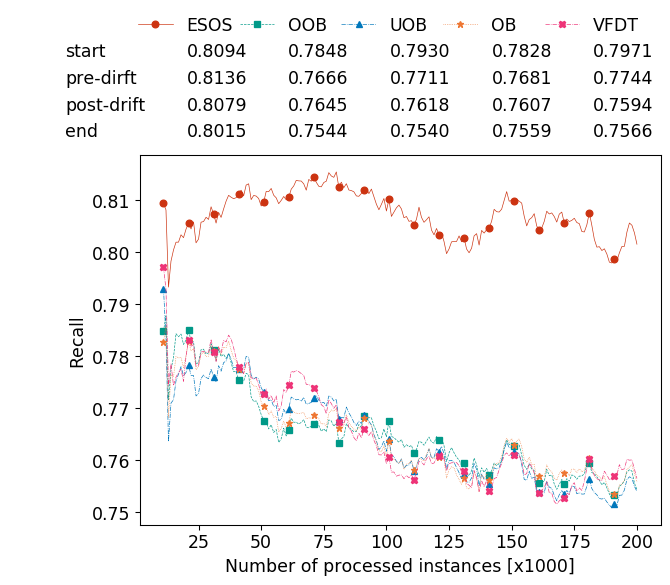 ESOS OOB UOB OB VFDT
start 0.8094 0.7848 0.7930 0.7828 0.7971
pre-dirft 0.8136 0.7666 0.7711 0.7681 0.7744
post-drift 0.8079 0.7645 0.7618 0.7607 0.7594
end 0.8015 0.7544 0.7540 0.7559 0.7566
0.81
0.80
0.79
0.78
0.77
0.76
0.75
Recall
25 50 75 100 125 150 175 200
Number of processed instances [x1000]